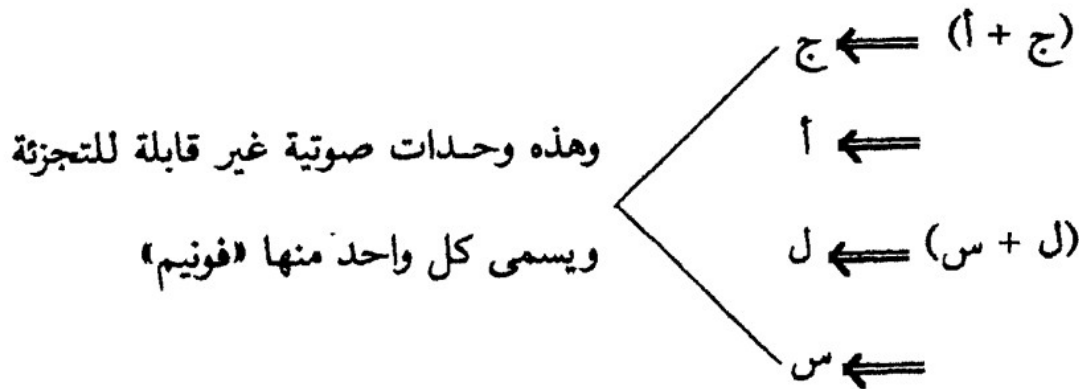 (ج + أ) ⟸ ج
⟸ أ
وهذه وحدات صوتية غير قابلة للتجزئة
(ل + س) ⟸ ل
ويسمى كل واحد منها «فونيم»
⟸ س